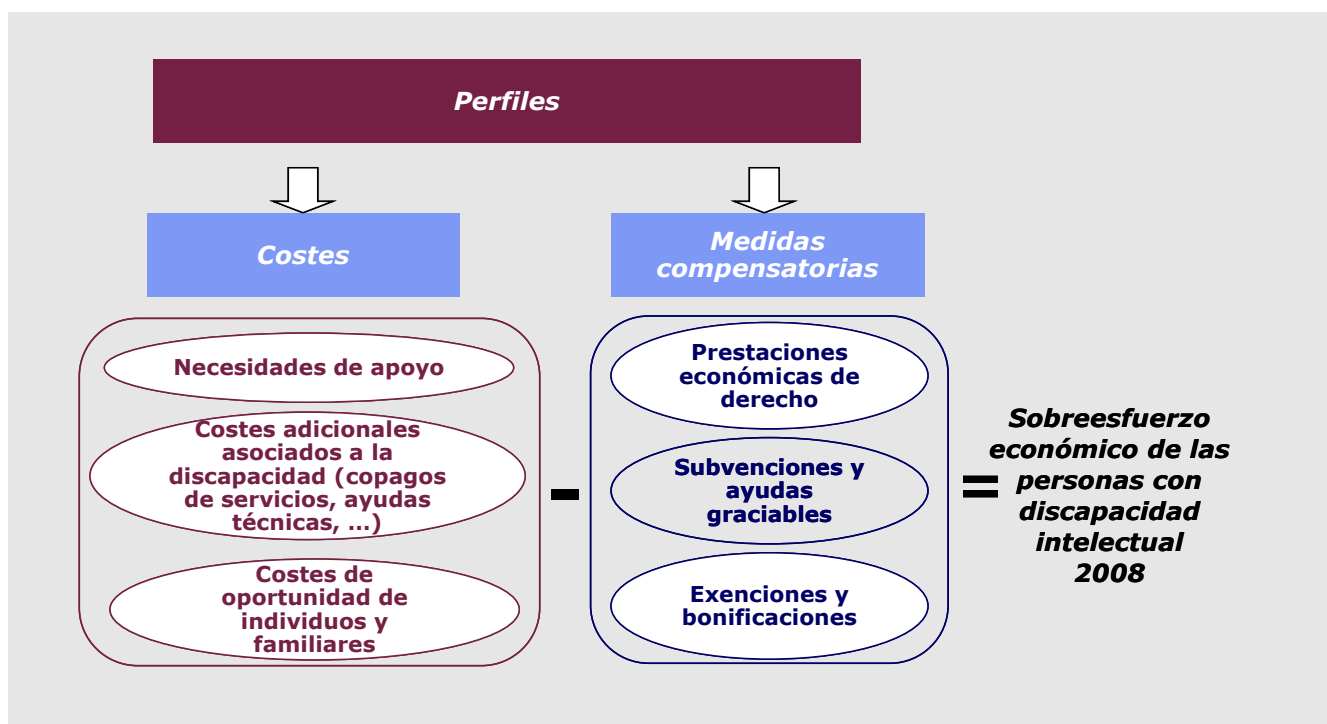 Perfiles
Costes
Medidas
compensatorias
Necesidades de apoyo
Costes adicionales
asociados a la
discapacidad (copagos
de servicios, ayudas
técnicas, ...)
Costes de
oportunidad de
individuos y
familiares
-
Prestaciones
económicas de
derecho
Subvenciones y
ayudas
graciables
Exenciones y
bonificaciones
=
Sobreesfuerzo
económico de las
personas con
discapacidad
intelectual
2008